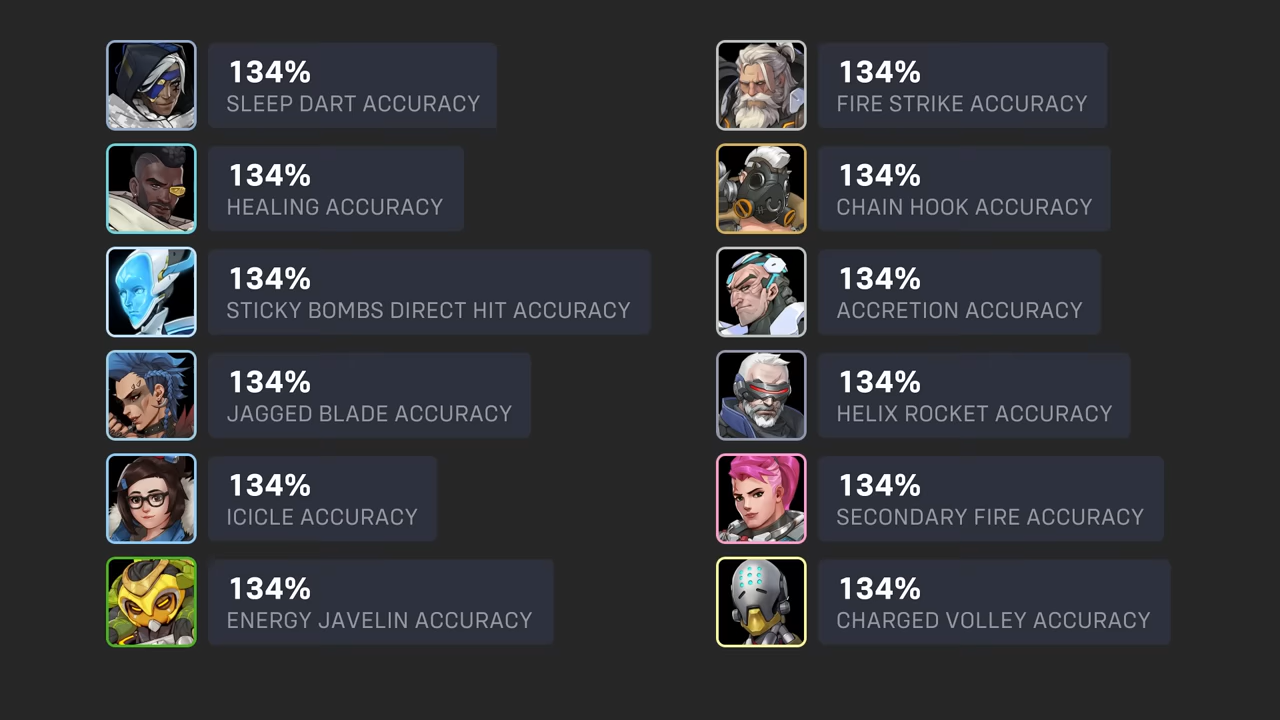 134%
SLEEP DART ACCURACY
134%
HEALING ACCURACY
134%
STICKY BOMBS DIRECT HIT ACCURACY
134%
JAGGED BLADE ACCURACY
134%
ICICLE ACCURACY
134%
ENERGY JAVELIN ACCURACY
134%
FIRE STRIKE ACCURACY
134%
CHAIN HOOK ACCURACY
134%
ACCRETION ACCURACY
134%
HELIX ROCKET ACCURACY
134%
SECONDARY FIRE ACCURACY
134%
CHARGED VOLLEY ACCURACY